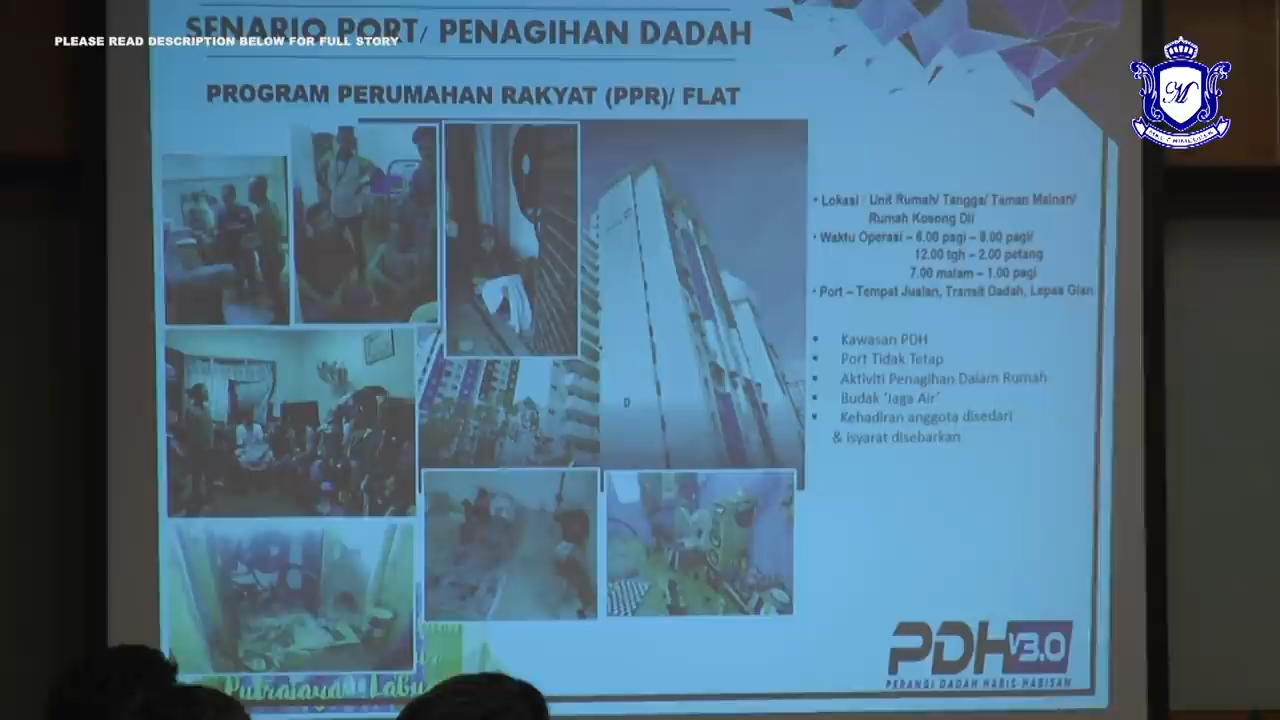 SENARIO PORT/ PENAGIHAN DADAH
PLEASE READ DESCRIPTION BELOW FOR FULL STORY
PROGRAM PERUMAHAN RAKYAT (PPR)/ FLAT
M
• Lokasi : Unit Rumah/ Tangga/ Taman Mainan/
Rumah Kosong Dll
• Waktu Operasi – 6.00 pagi – 8.00 pagi/
12.00 tgh – 2.00 petang
7.00 malam – 1.00 pagi
• Port – Tempat Jualan, Transit Dadah, Lepas Gian
• Kawasan PDH
• Port Tidak Tetap
• Aktiviti Penagihan Dalam Rumah
• Budak 'Jaga Air'
• Kehadiran anggota disedari
& isyarat disebarkan
D
PDH V3.0
PERANGI DADAH HABIS-HABISAN
Putrajaya Labu